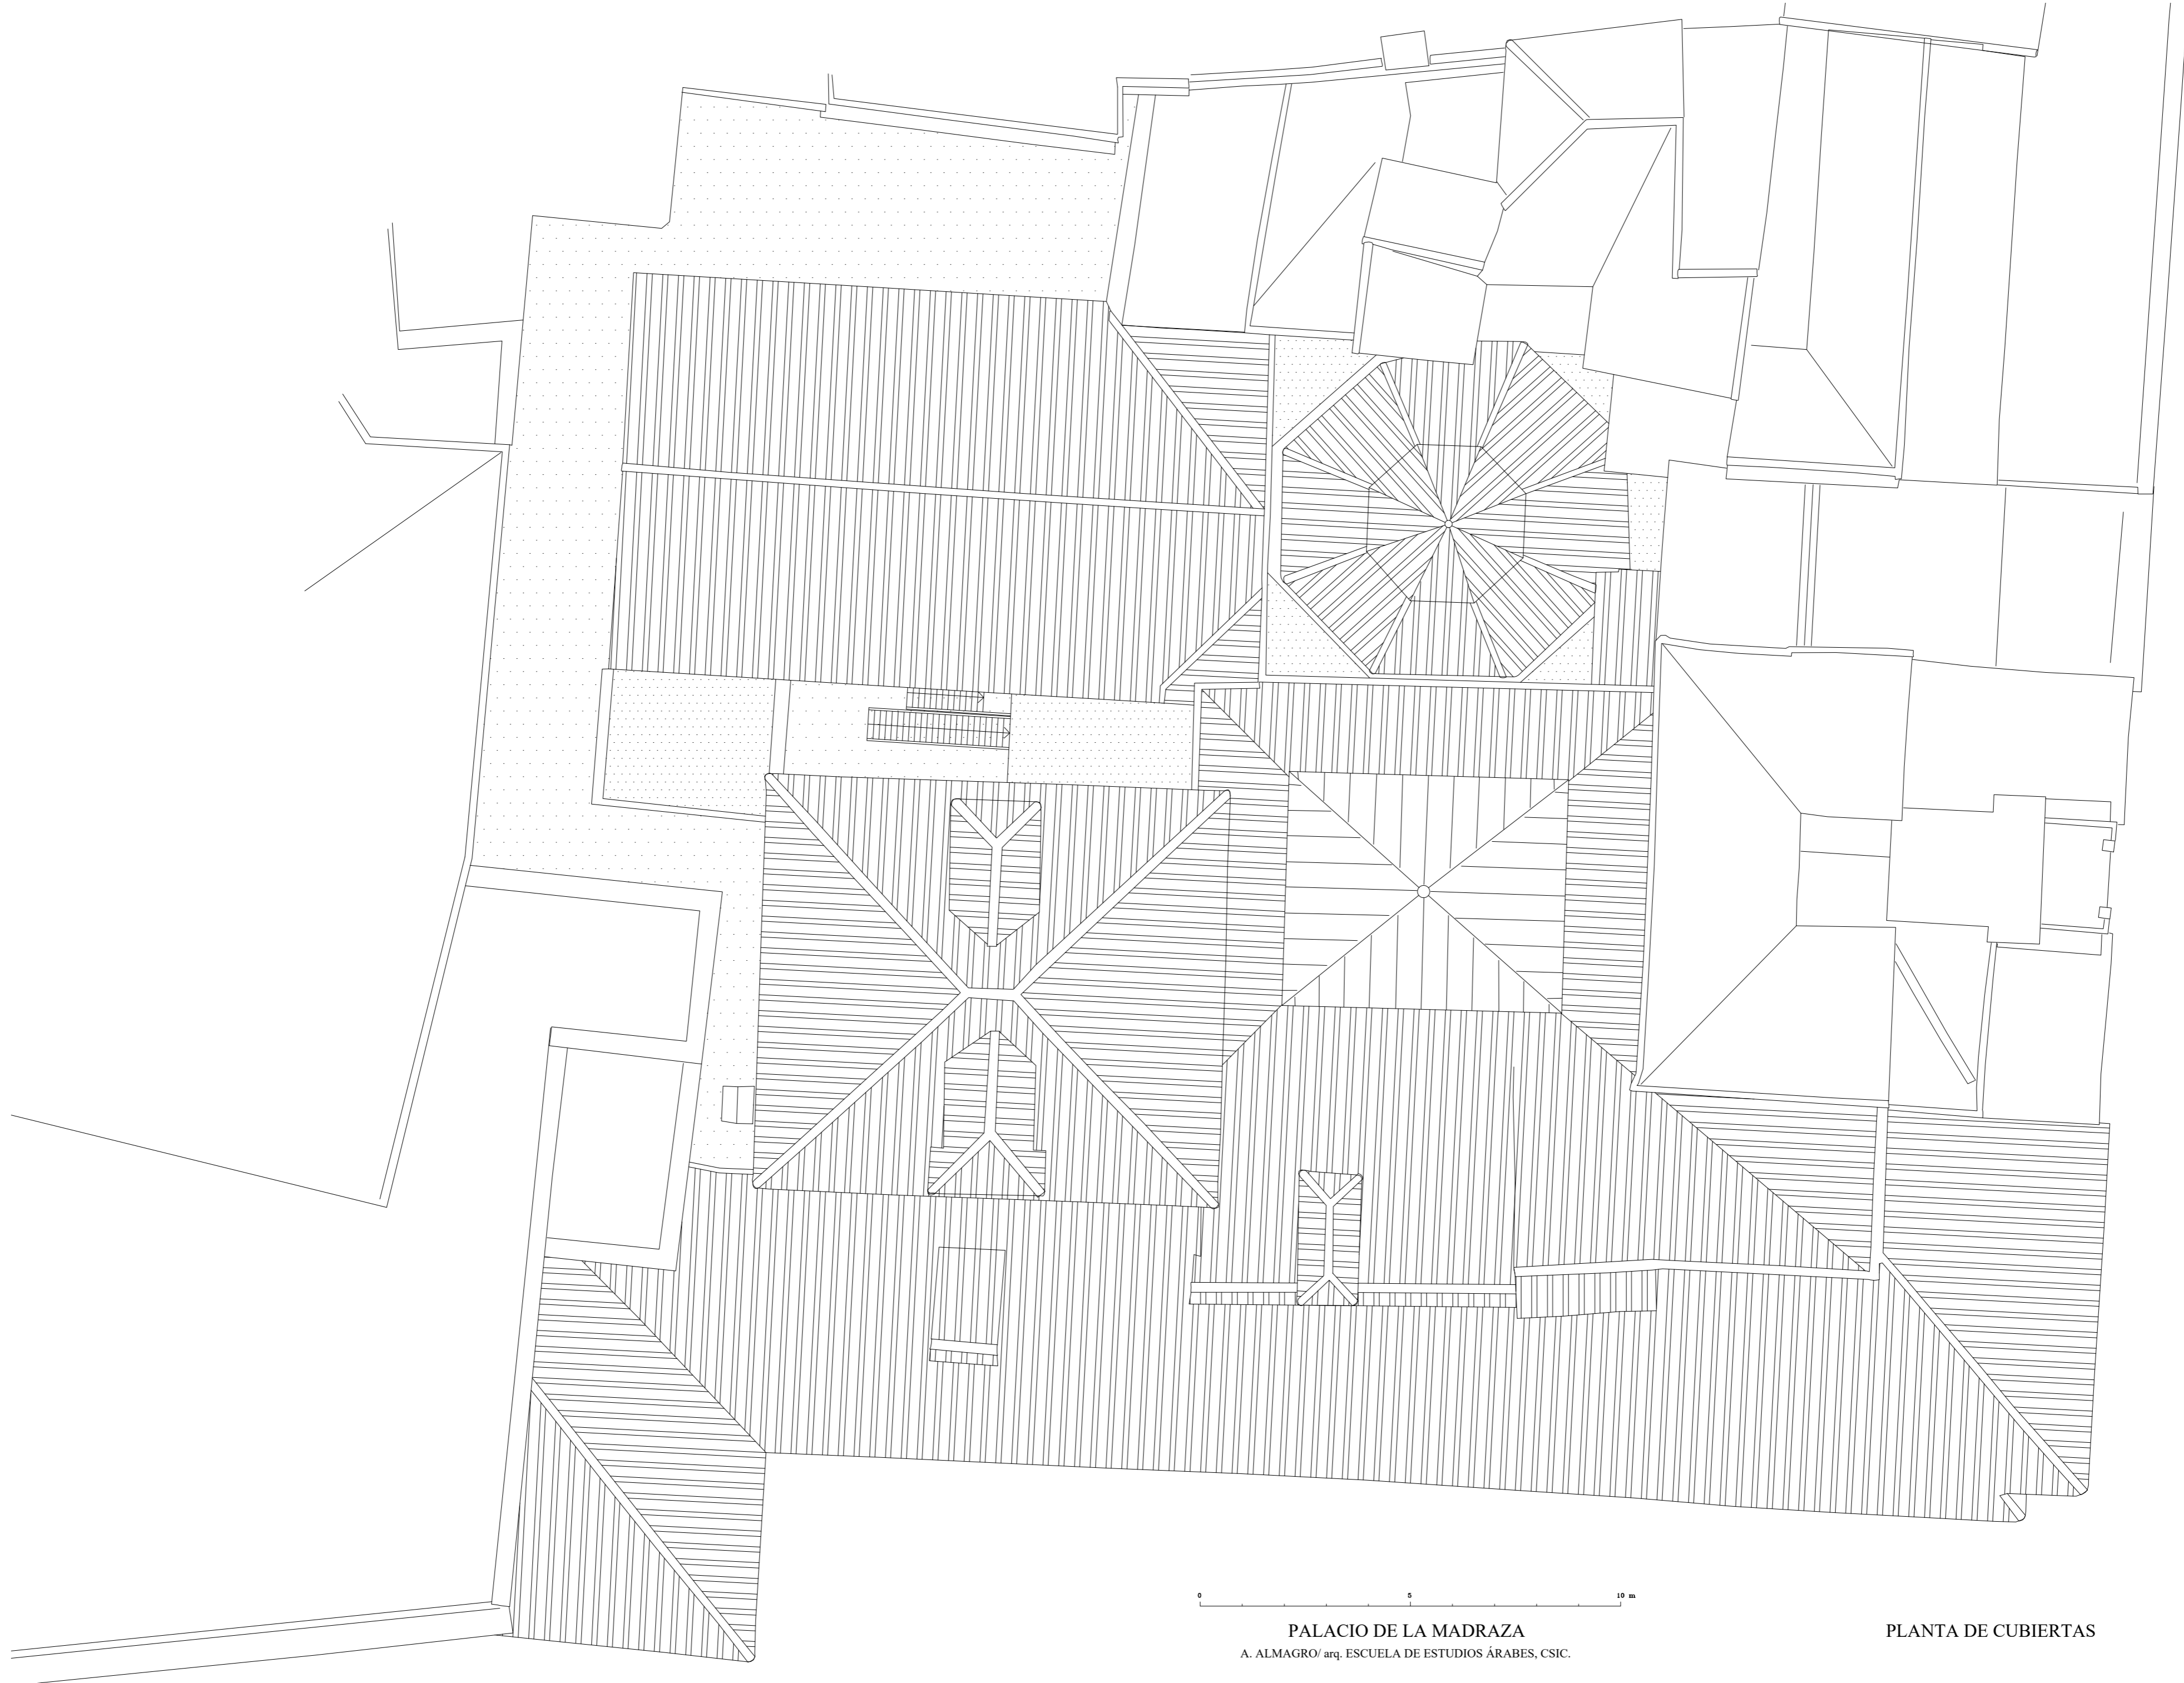 0 5 10 m
PALACIO DE LA MADRAZA
PLANTA DE CUBIERTAS
A. ALMAGRO/ arq. ESCUELA DE ESTUDIOS ÁRABES, CSIC.